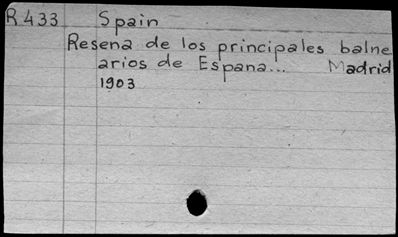 R 433 Spain
Resena de los principales balne
arios de Espana... Madrid
1903